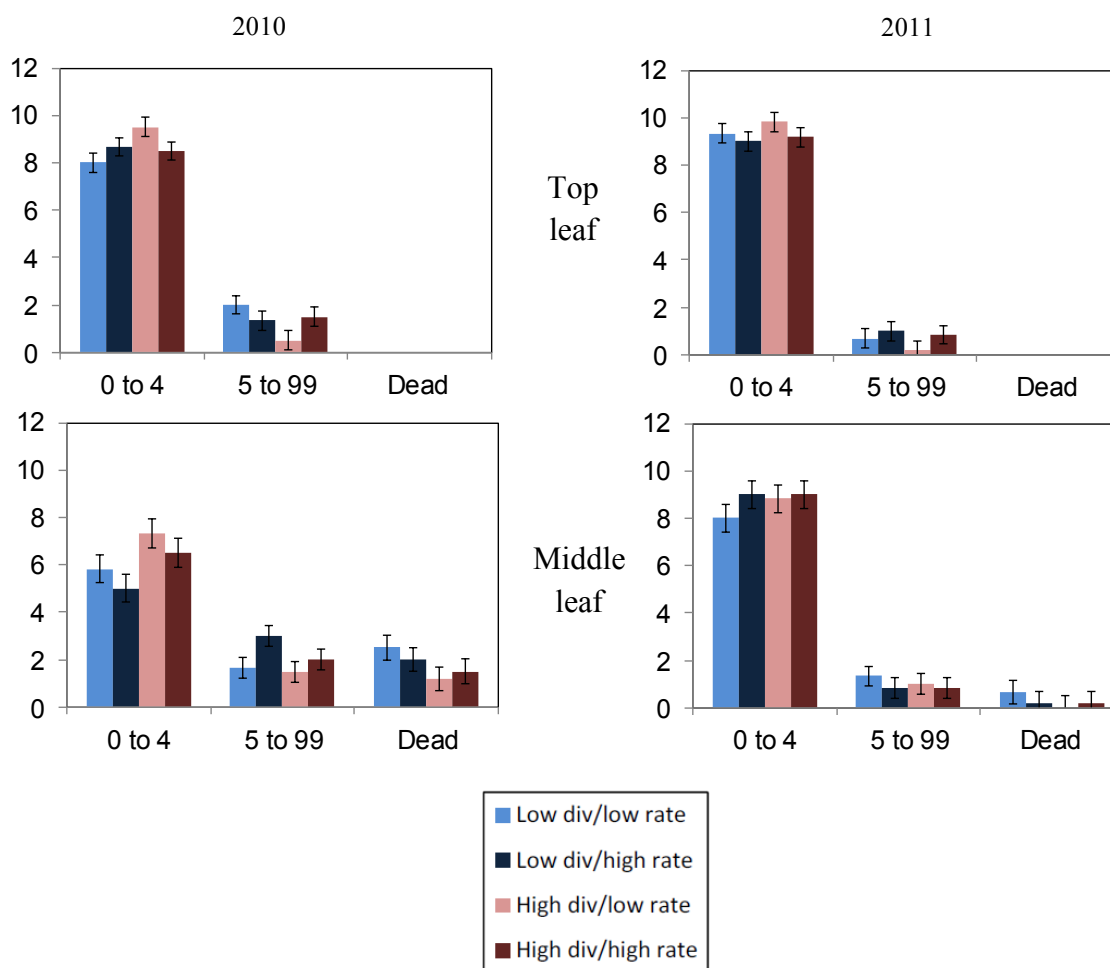 2010
2011
12
10
8
6
4
2
0
0 to 4
5 to 99
Dead
Top
leaf
12
10
8
6
4
2
0
0 to 4
5 to 99
Dead
12
10
8
6
4
2
0
0 to 4
5 to 99
Dead
Middle
leaf
12
10
8
6
4
2
0
0 to 4
5 to 99
Dead
Low div/low rate
Low div/high rate
High div/low rate
High div/high rate